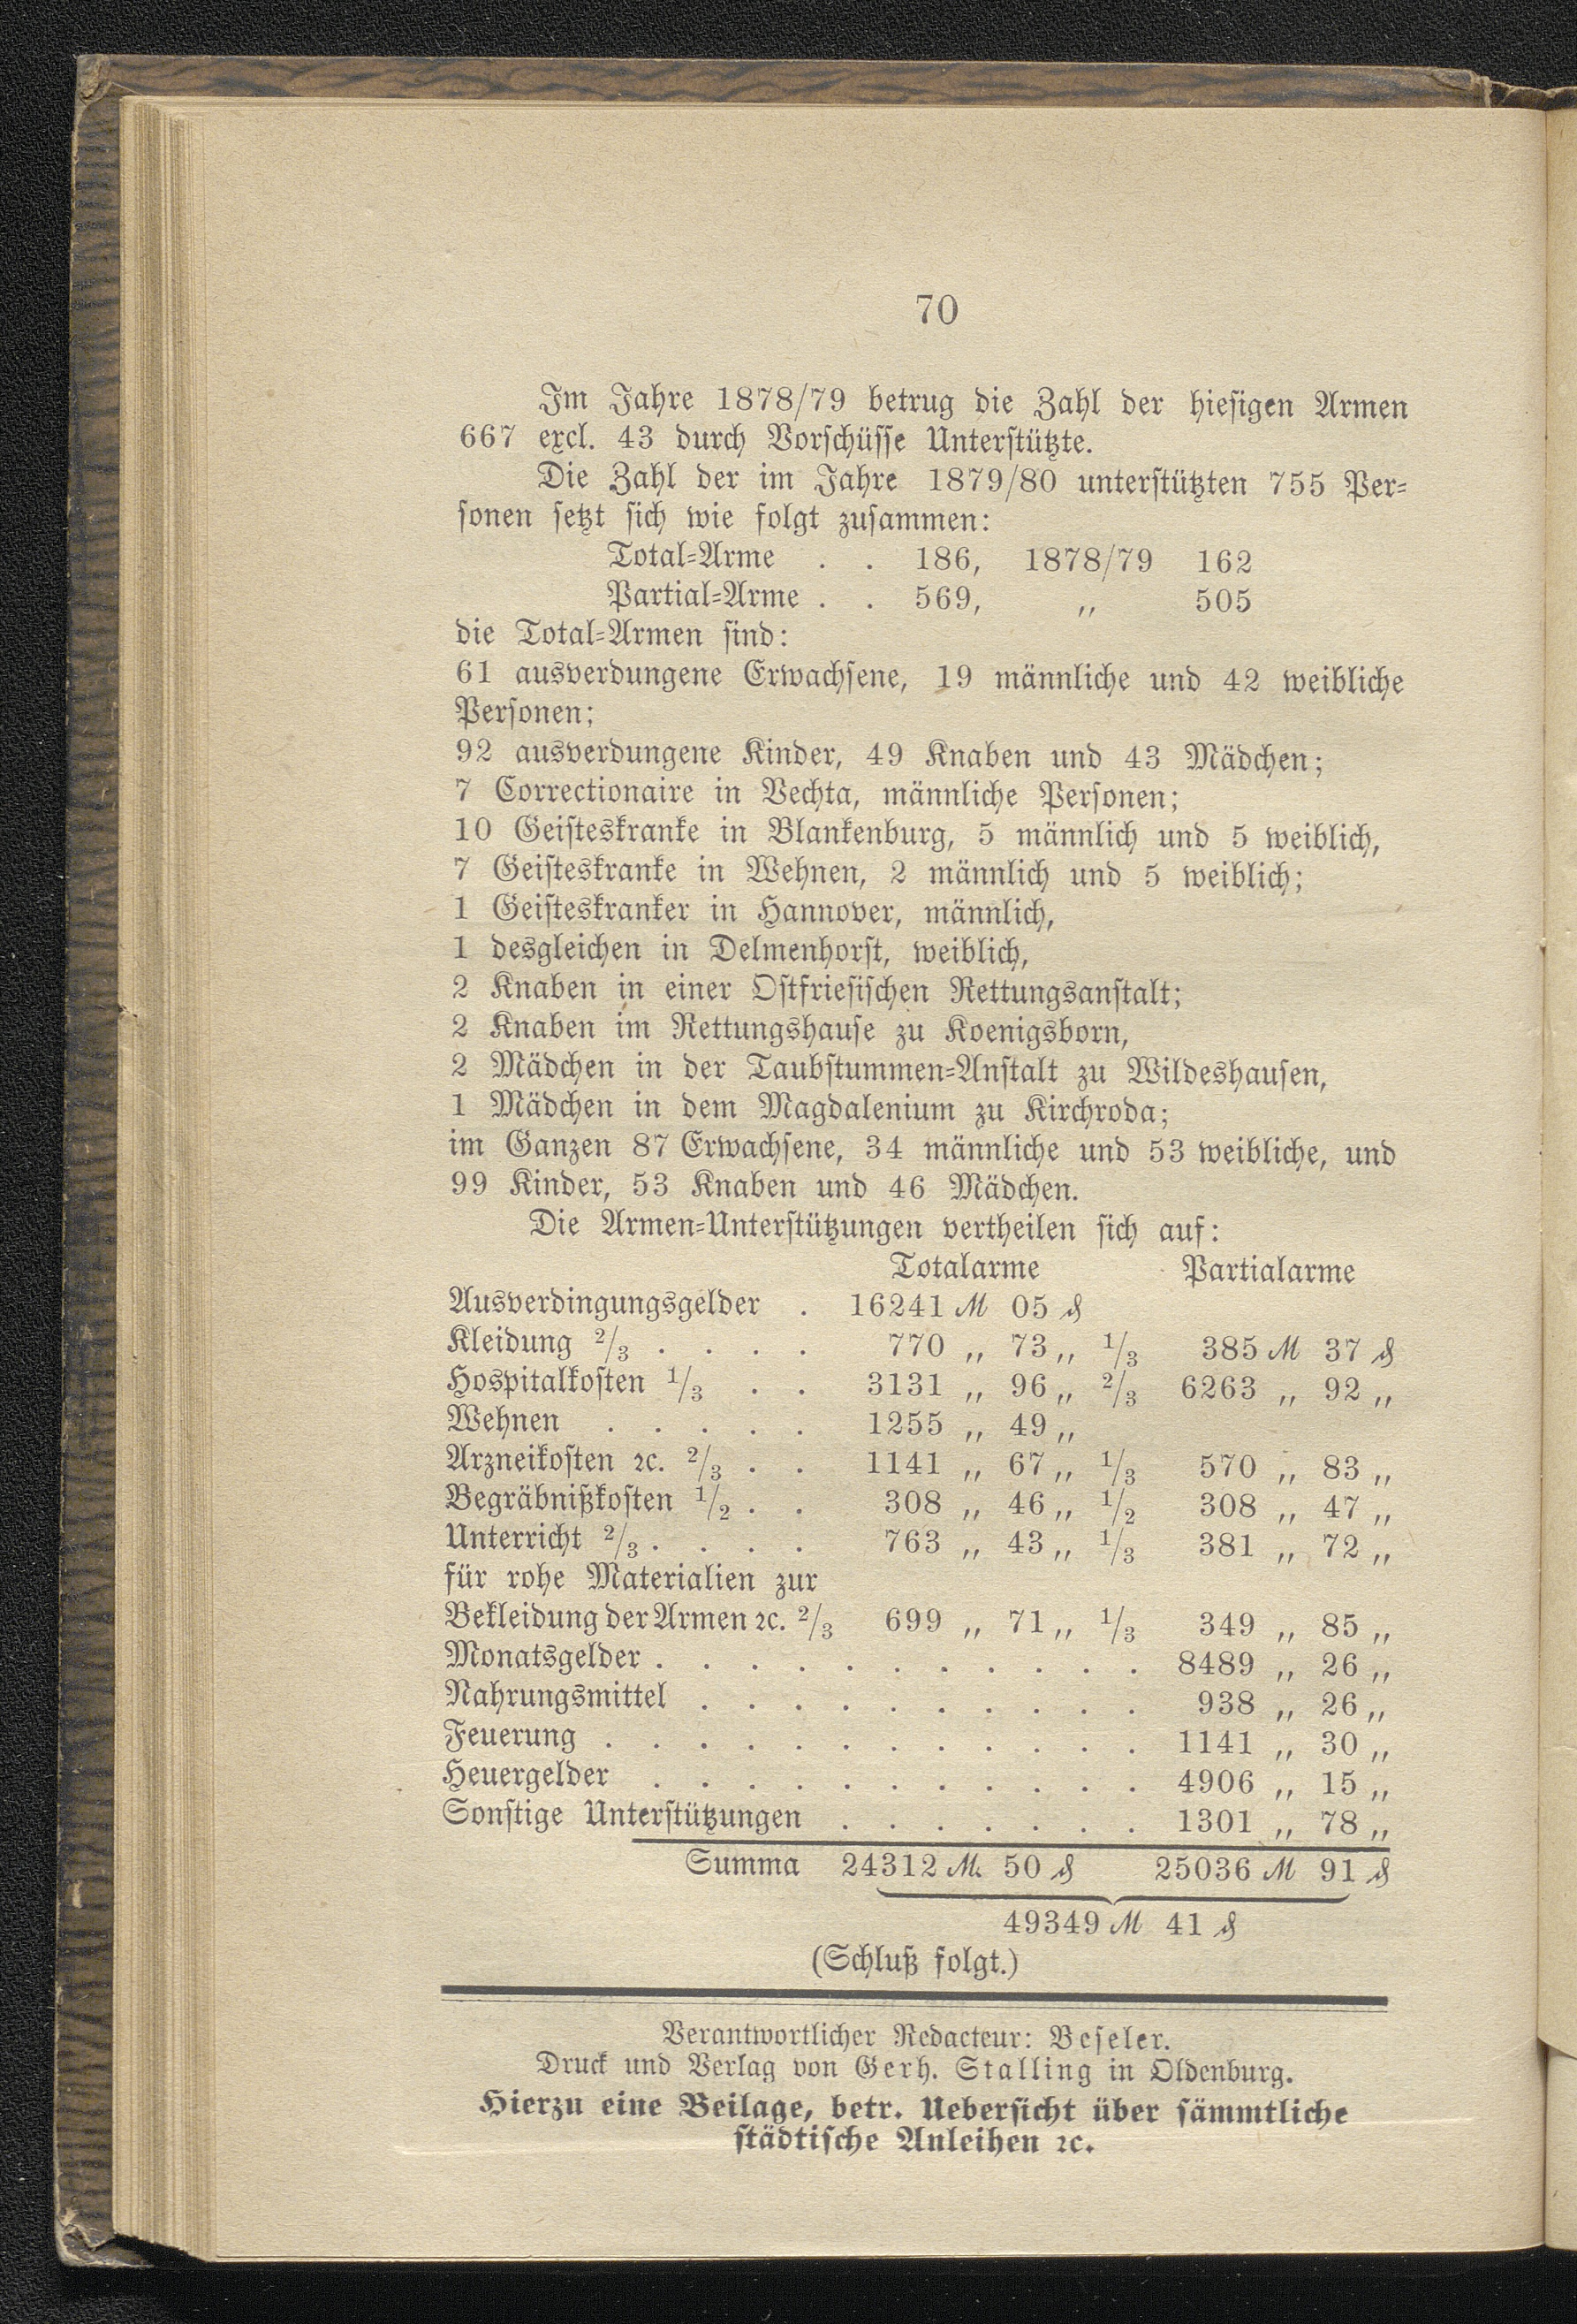 70
Im Jahre 1878/79 betrug die Zahl der hiesigen Armen
667 excl. 43 durch Vorschüsse Unterstützte.
Die Zahl der im Jahre 1879/80 unterstützten 755 Per-
sonen setzt sich wie folgt zusammen:
Total-Arme . . 186, 1878/79 162
Partial-Arme . . 569, „ 505
die Total-Armen sind:
61 ausverdungene Erwachsene, 19 männliche und 42 weibliche
Personen;
92 ausverdungene Kinder, 49 Knaben und 43 Mädchen;
7 Correctionaire in Vechta, männliche Personen;
10 Geisteskranke in Blankenburg, 5 männlich und 5 weiblich,
7 Geisteskranke in Wehnen, 2 männlich und 5 weiblich;
1 Geisteskranker in Hannover, männlich,
1 desgleichen in Delmenhorst, weiblich,
2 Knaben in einer Ostfriesischen Rettungsanstalt;
2 Knaben im Rettungshause zu Koenigsborn,
2 Mädchen in der Taubstummen-Anstalt zu Wildeshausen,
1 Mädchen in dem Magdalenium zu Kirchroda;
im Ganzen 87 Erwachsene, 34 männliche und 53 weibliche, und
99 Kinder, 53 Knaben und 46 Mädchen.
Die Armen-Unterstützungen vertheilen sich auf:
Totalarme Partialarme
Ausverdingungsgelder . 16241 ℳ 05 ₰
Kleidung 2/3 . . . . 770 „ 73 „ 1/3 385 ℳ 37 ₰
Hospitalkosten 1/3 . . 3131 „ 96 „ 2/3 6263 „ 92 „
Wehnen . . . . . 1255 „ 49 „
Arzneikosten ꝛc. 2/3 . . 1141 „ 67 „ 1/3 570 „ 83 „
Begräbnißkosten 1/2 . . 308 „ 46 „ 1/2 308 „ 47 „
Unterricht 2/3 . . . . 763 „ 43 „ 1/3 381 „ 72 „
für rohe Materialien zur
Bekleidung der Armen ꝛc. 2/3 699 „ 71 „ 1/3 349 „ 85 „
Monatsgelder . . . . . . . . . . . 8489 „ 26 „
Nahrungsmittel . . . . . . . . . . 938 „ 26 „
Feuerung . . . . . . . . . . . . 1141 „ 30 „
Heuergelder . . . . . . . . . . . 4906 „ 15 „
Sonstige Unterstützungen . . . . . . . 1301 „ 78 „
Summa 24312 ℳ. 50 ₰ 25036 ℳ 91 ₰
49349 ℳ 41 ₰
(Schluß folgt.)
Verantwortlicher Redacteur: Beseler.
Druck und Verlag von Gerh. Stalling in Oldenburg.
Hierzu eine Beilage, betr. Uebersicht über sämmtliche
städtische Anleihen ꝛc.